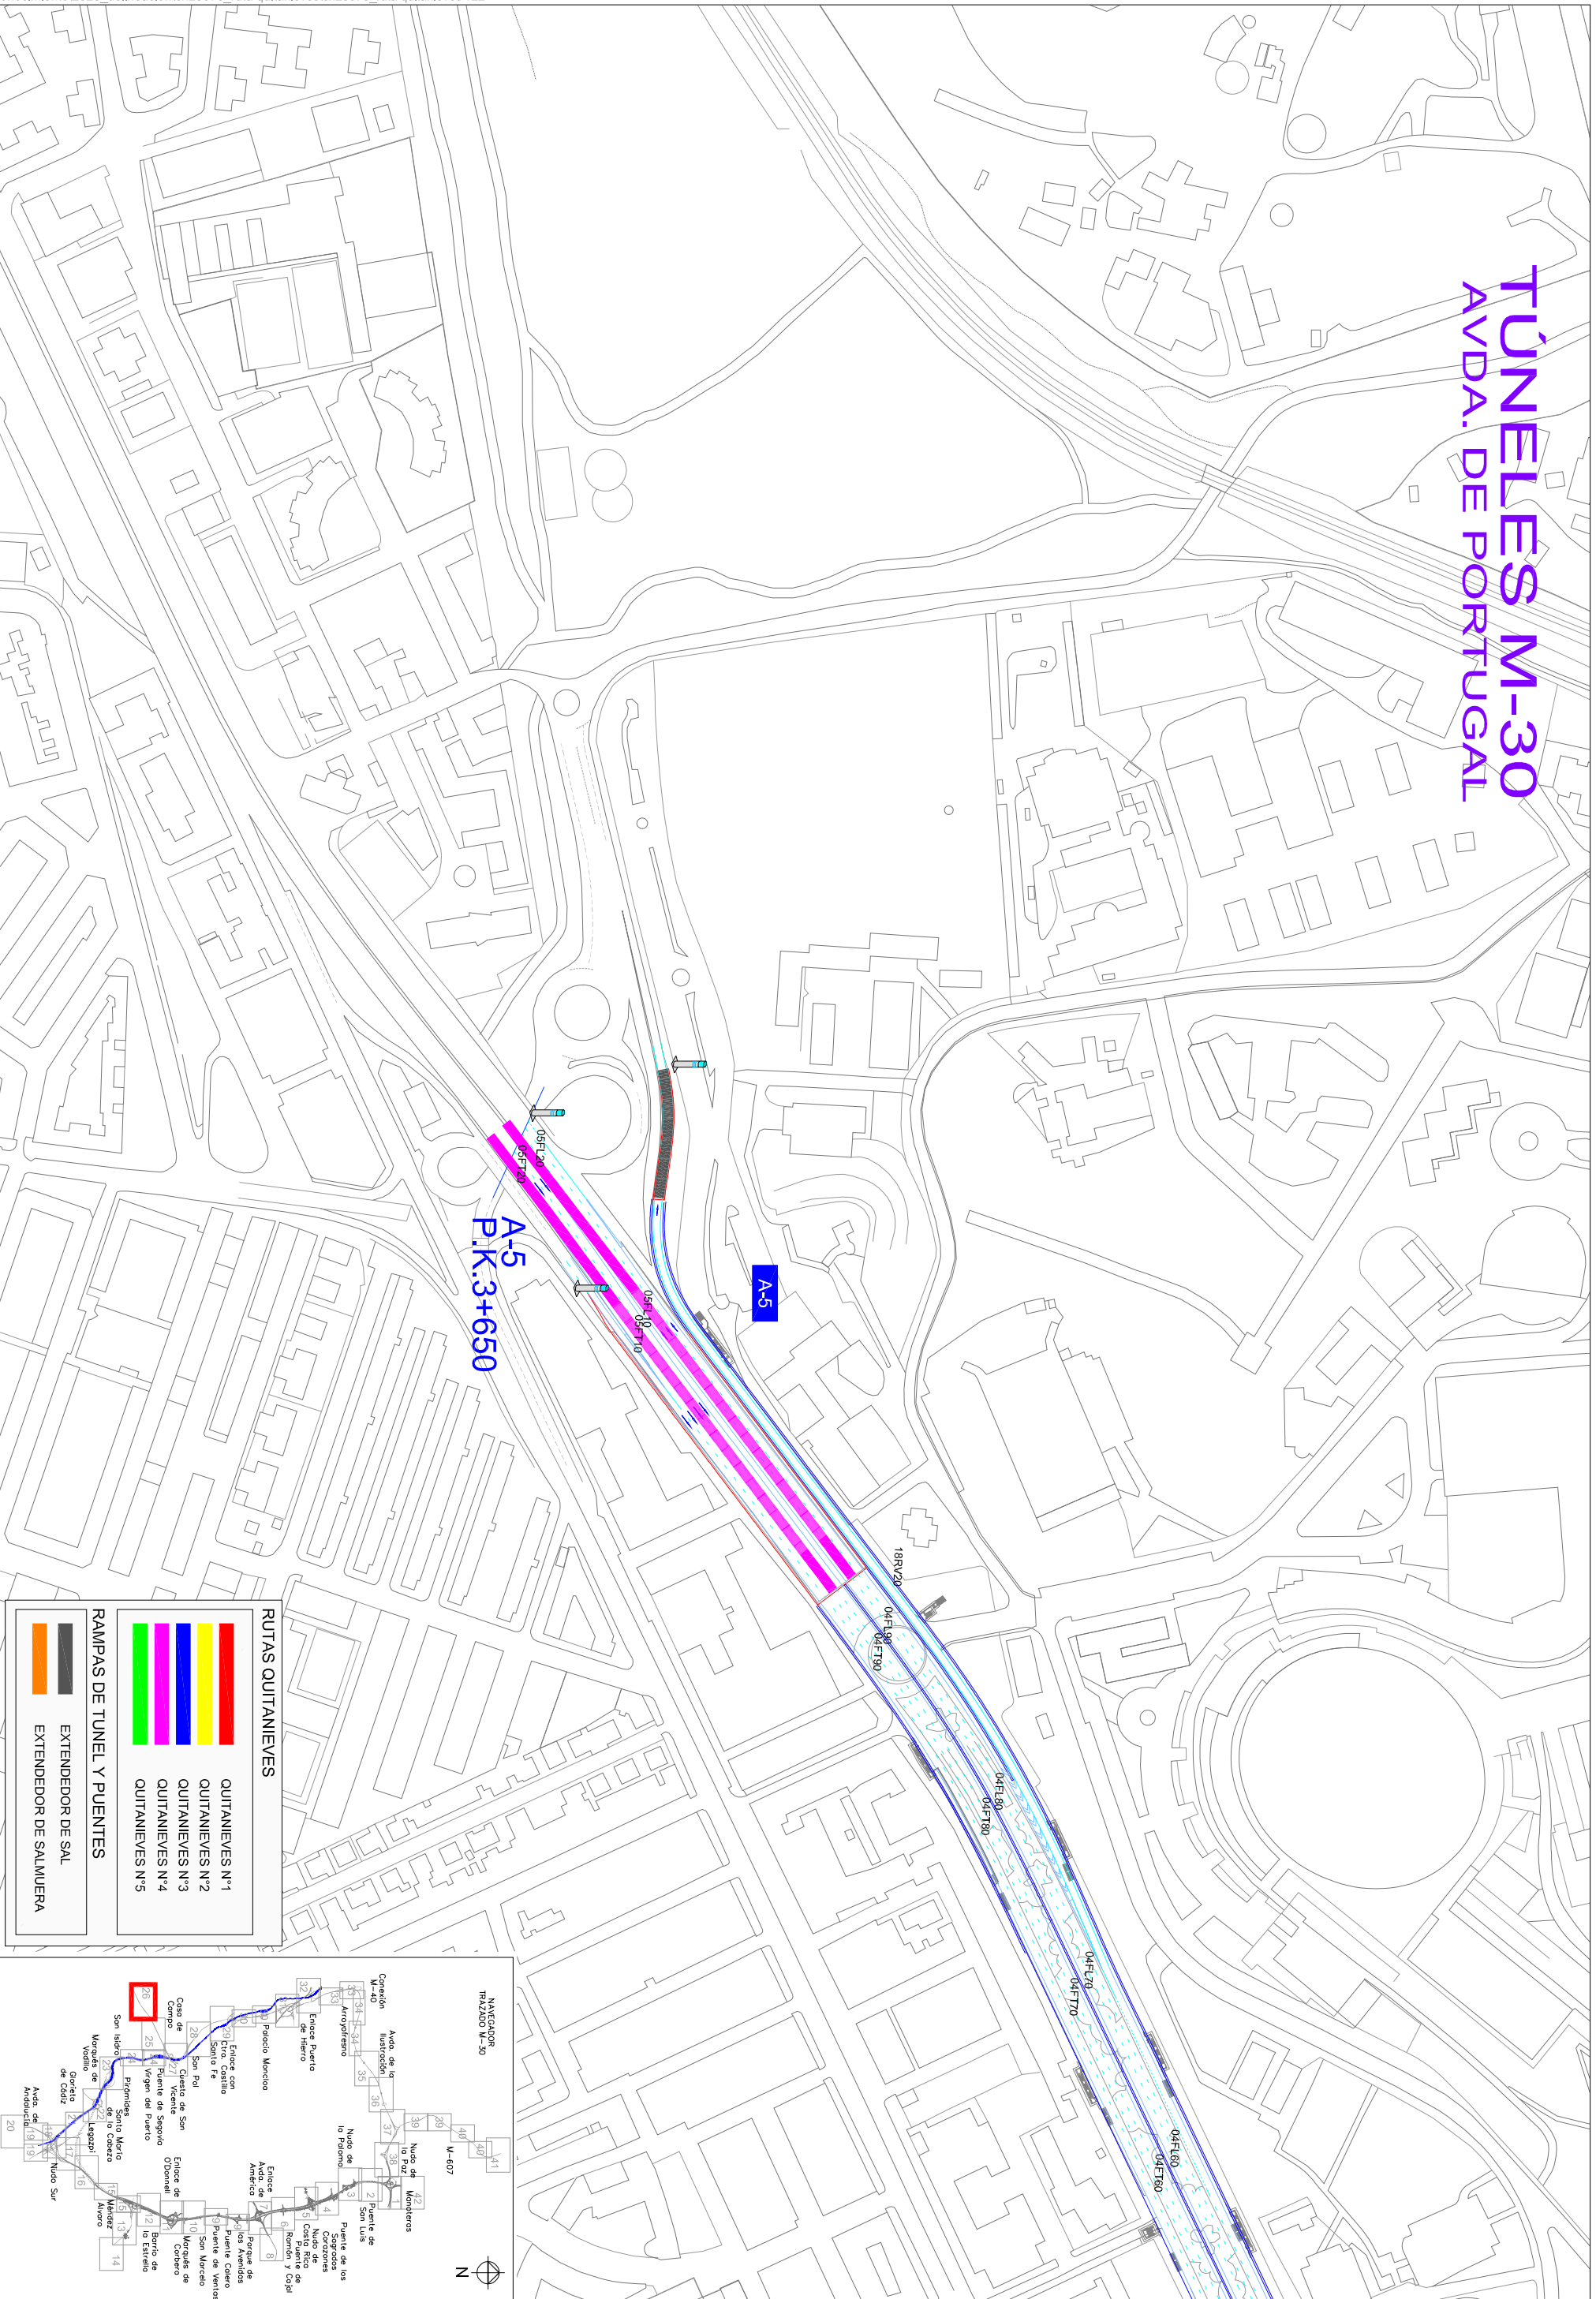 TÚNELES M-30
AVDA. DE PORTUGAL
A-5
A-5
P.K.3+650
05FL20
05FT20
05FL10
05FT10
18RV20
04FL90
04FT90
04FL80
04FT80
04FL70
04FT70
04FL60
04FT60
RUTAS QUITANIEVES
QUITANIEVES Nº1
QUITANIEVES Nº2
QUITANIEVES Nº3
QUITANIEVES Nº4
QUITANIEVES Nº5
RAMPAS DE TUNEL Y PUENTES
EXTENDEDOR DE SAL
EXTENDEDOR DE SALMUERA
NAVEGADOR
TRAZADO M-30
N
M-607
Conexión
M-40
Avda. de la
Ilustración
Arroyofresno
Enlace Puerta
de Hierro
Palacio Moncloa
Enlace con
Ctra. Castilla
Santa Fe
San Pol
Casa de
Campo
Cuesta de San
Vicente
Puente de Segovia
Virgen del Puerto
San Isidro
Pirámides
Marqués de
Vadillo
Santa María
de la Cabeza
Glorieta
de Cádiz
Legazpi
Avda. de
Andalucía
Nudo Sur
Méndez
Álvaro
Barrio de
la Estrella
Enlace de
O'Donnell
Marqués de
Corbera
San Marcelo
Puente de Ventas
Puente Calero
Parque de
las Avenidas
Enlace
Avda. de
América
Ramón y Cajal
Puente de
Costa Rica
Nudo de
Puente de los
Sagrados
Corazones
Nudo de
la Paloma
Puente de
San Luis
Nudo de
la Paz
Manoteras